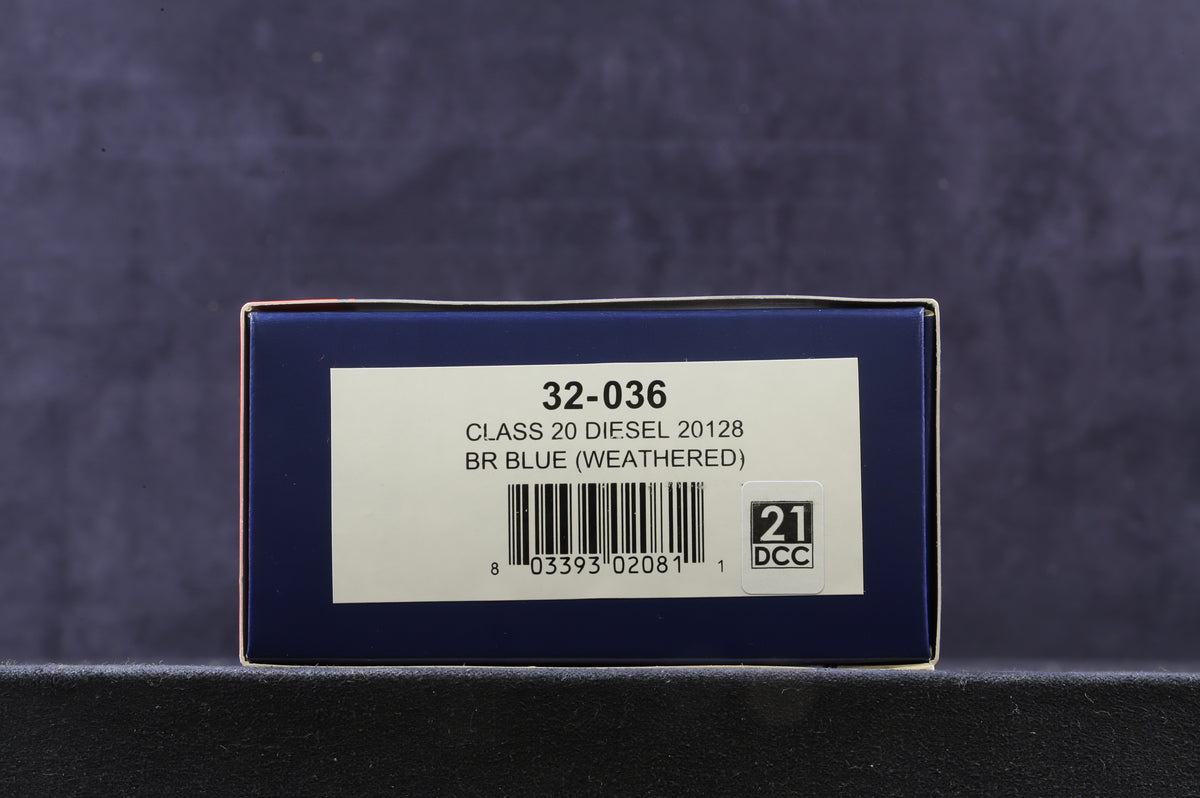 32-036
CLASS 20 DIESEL 20128
BR BLUE (WEATHERED)
8 03393 02081 1
21
DCC